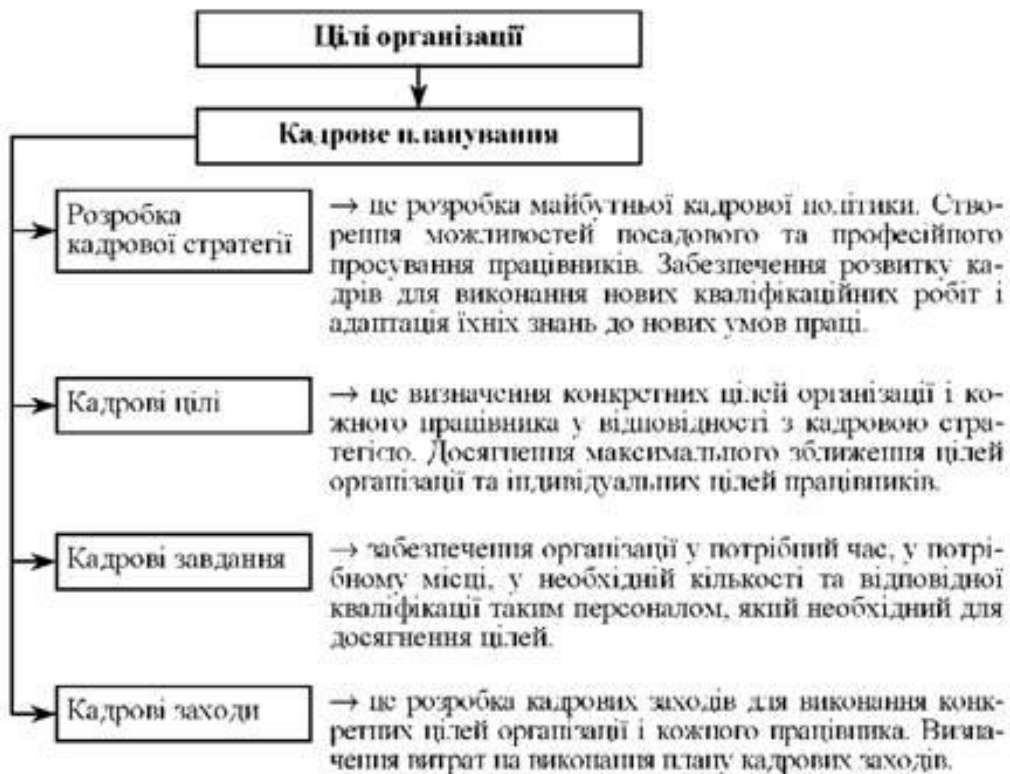 Цілі організації
Кадрове планування
Розробка
кадрової стратегії
→ це розробка майбутньої кадрової політики. Ство-
рення можливостей посадового та професійного
просування працівників. Забезпечення розвитку ка-
дрів для виконання нових кваліфікаційних робіт і
адаптація їхніх знань до нових умов праці.
Кадрові цілі
→ це визначення конкретних цілей організації і ко-
жного працівника у відповідності з кадровою стра-
тегією. Досягнення максимального зближення цілей
організації та індивідуальних цілей працівників.
Кадрові завдання
→ забезпечення організації у потрібний час, у потрі-
бному місці, у необхідній кількості та відповідної
кваліфікації таким персоналом, який необхідний для
досягнення цілей.
Кадрові заходи
→ це розробка кадрових заходів для виконання конк-
ретних цілей організації і кожного працівника. Визна-
чення витрат на виконання плану кадрових заходів.